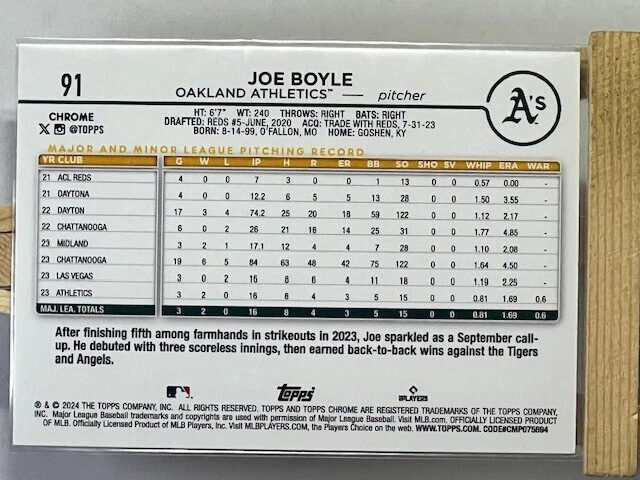 91
JOE BOYLE
OAKLAND ATHLETICS™ — pitcher
A's
CHROME
X @TOPPS
HT: 6'7" WT: 240 THROWS: RIGHT BATS: RIGHT
DRAFTED: REDS #5-JUNE, 2020 ACQ: TRADE WITH REDS, 7-31-23
BORN: 8-14-99, O'FALLON, MO HOME: GOSHEN, KY
MAJOR AND MINOR LEAGUE PITCHING RECORD
YR CLUB G W L IP H R ER BB SO SHO SV WHIP ERA WAR
21 ACL REDS 4 0 0 7 3 0 0 1 13 0 0 0.57 0.00 -
21 DAYTONA 4 0 0 12.2 6 5 5 13 28 0 0 1.50 3.55 -
22 DAYTON 17 3 4 74.2 25 20 18 59 122 0 0 1.12 2.17 -
22 CHATTANOOGA 6 0 2 26 21 16 14 25 31 0 0 1.77 4.85 -
23 MIDLAND 3 2 1 17.1 12 4 4 7 28 0 0 1.10 2.08 -
23 CHATTANOOGA 19 6 5 84 63 48 42 75 122 0 0 1.64 4.50 -
23 LAS VEGAS 3 0 2 16 8 6 4 11 18 0 0 1.19 2.25 -
23 ATHLETICS 3 2 0 16 8 4 3 5 15 0 0 0.81 1.69 0.6
MAJ. LEA. TOTALS 3 2 0 16 8 4 3 5 15 0 0 0.81 1.69 0.6
After finishing fifth among farmhands in strikeouts in 2023, Joe sparkled as a September call-
up. He debuted with three scoreless innings, then earned back-to-back wins against the Tigers
and Angels.
Topps
PLAYERS
® & © 2024 THE TOPPS COMPANY, INC. ALL RIGHTS RESERVED. TOPPS AND TOPPS CHROME ARE REGISTERED TRADEMARKS OF THE TOPPS COMPANY,
INC. Major League Baseball trademarks and copyrights are used with permission of Major League Baseball. Visit MLB.com. OFFICIALLY LICENSED PRODUCT
OF MLB. Officially Licensed Product of MLB Players, Inc. Visit MLBPLAYERS.COM, the Players Choice on the web. WWW.TOPPS.COM. CODE#CMP075694